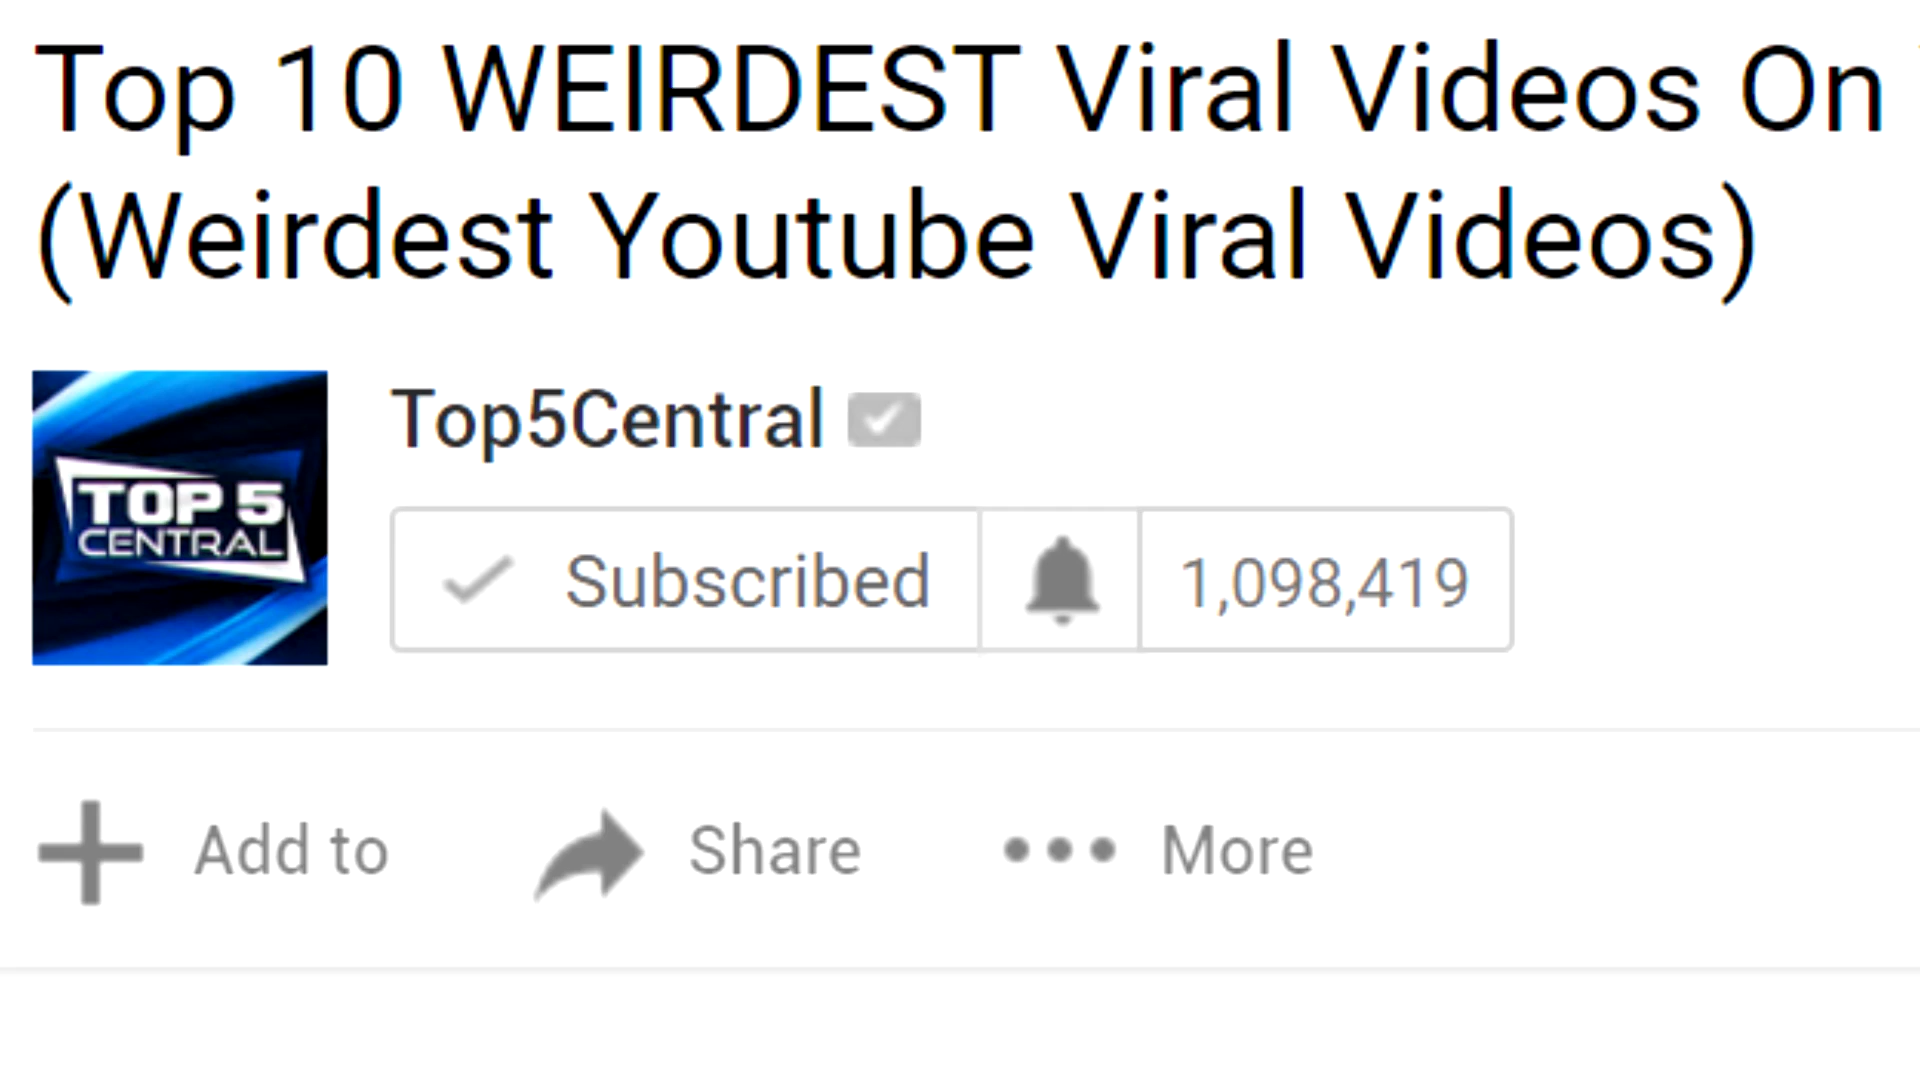 Top 10 WEIRDEST Viral Videos On
(Weirdest Youtube Viral Videos)
TOP 5
CENTRAL
Top5Central
Subscribed 1,098,419
Add to Share More